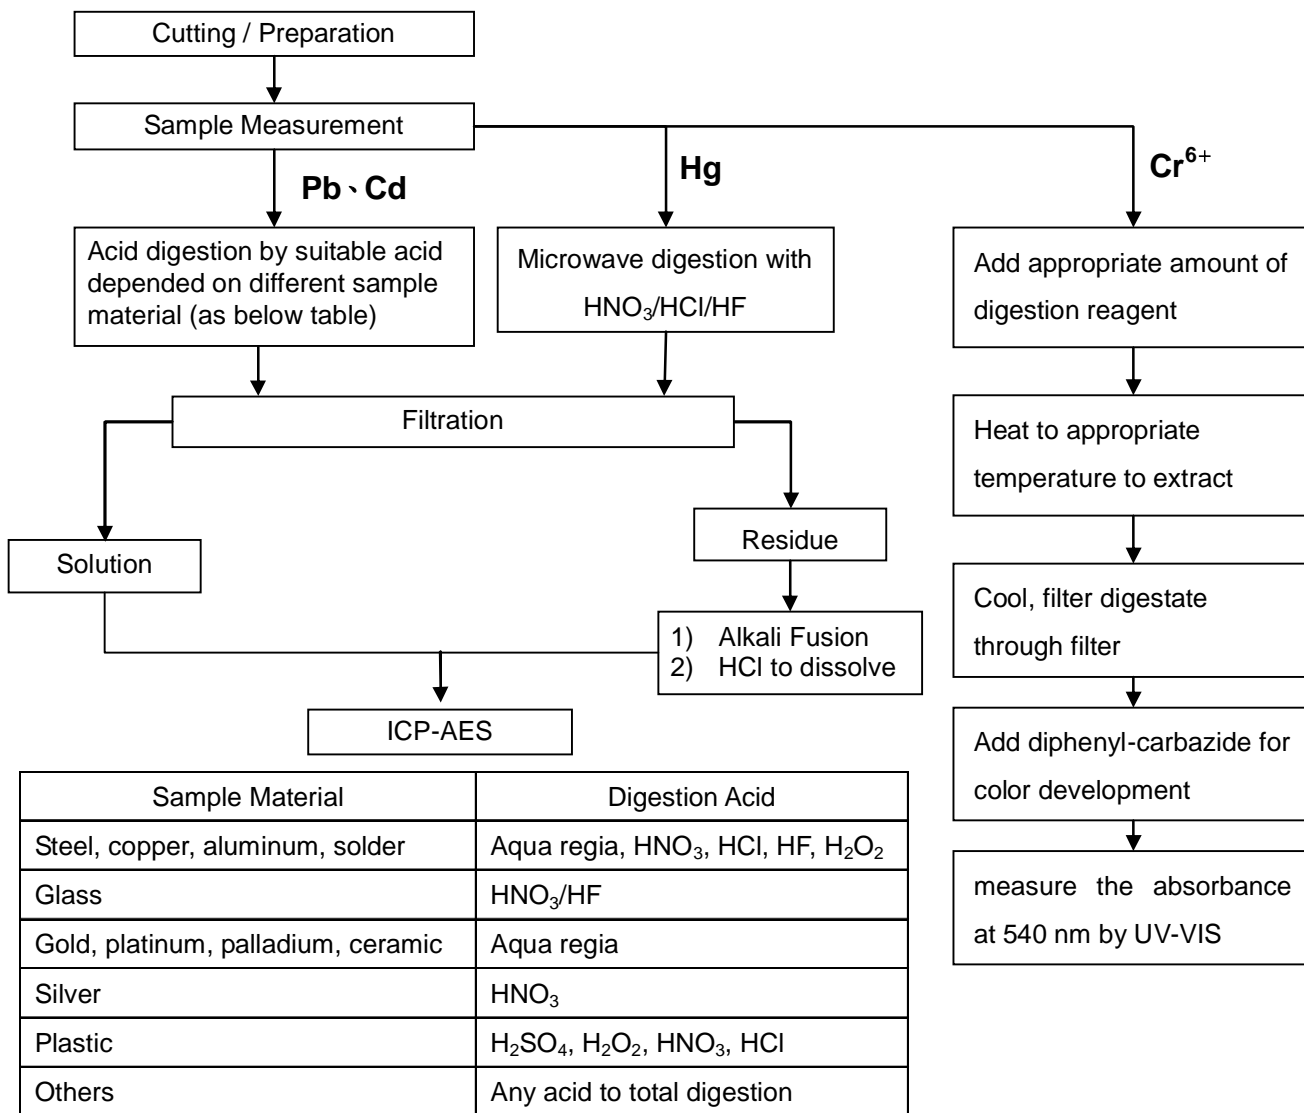 Cutting / Preparation
Sample Measurement
Pb、Cd
Hg
Cr⁶⁺
Acid digestion by suitable acid
depended on different sample
material (as below table)
Microwave digestion with
HNO₃/HCl/HF
Add appropriate amount of
digestion reagent
Filtration
Heat to appropriate
temperature to extract
Solution
Residue
Cool, filter digestate
through filter
1) Alkali Fusion
2) HCl to dissolve
ICP-AES
Add diphenyl-carbazide for
color development
measure the absorbance
at 540 nm by UV-VIS
Sample Material Digestion Acid
Steel, copper, aluminum, solder Aqua regia, HNO₃, HCl, HF, H₂O₂
Glass HNO₃/HF
Gold, platinum, palladium, ceramic Aqua regia
Silver HNO₃
Plastic H₂SO₄, H₂O₂, HNO₃, HCl
Others Any acid to total digestion